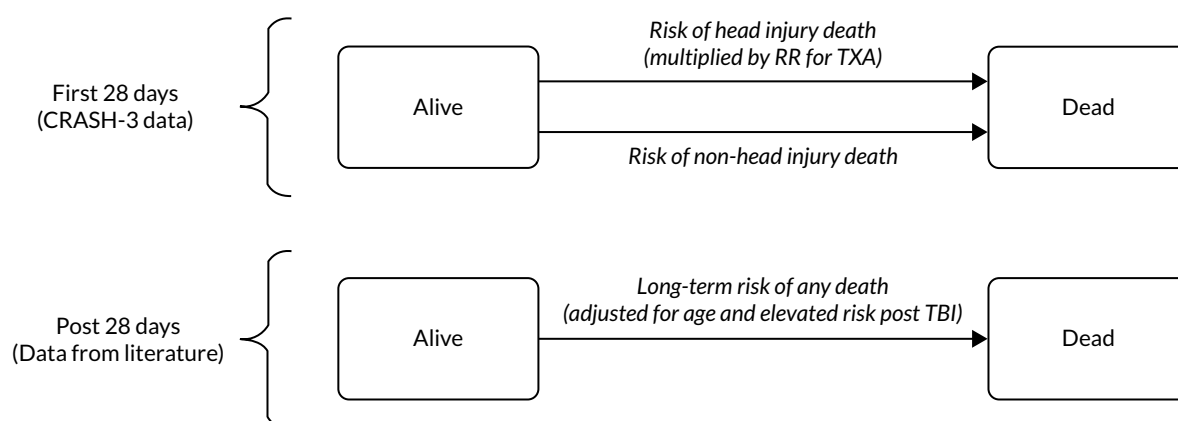 First 28 days
(CRASH-3 data)
Alive
Risk of head injury death
(multiplied by RR for TXA)
Risk of non-head injury death
Dead
Post 28 days
(Data from literature)
Alive
Long-term risk of any death
(adjusted for age and elevated risk post TBI)
Dead